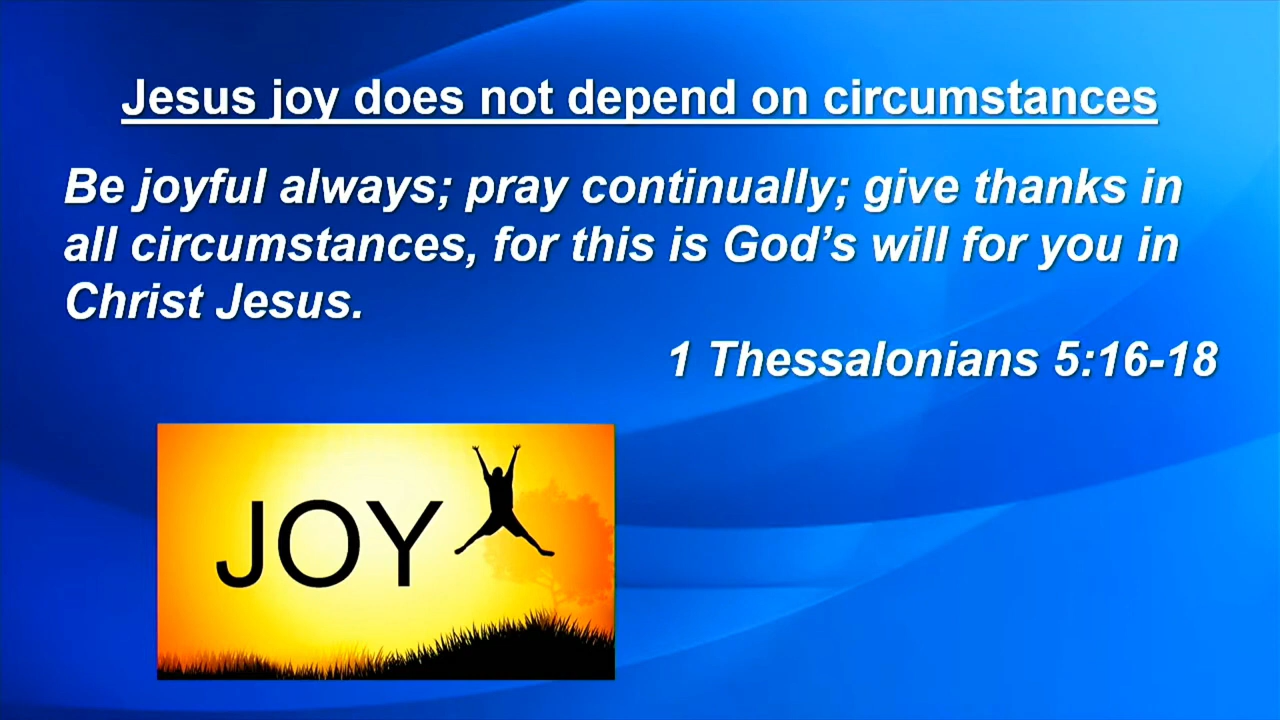 Jesus joy does not depend on circumstances
Be joyful always; pray continually; give thanks in
all circumstances, for this is God’s will for you in
Christ Jesus.
1 Thessalonians 5:16-18
JOY